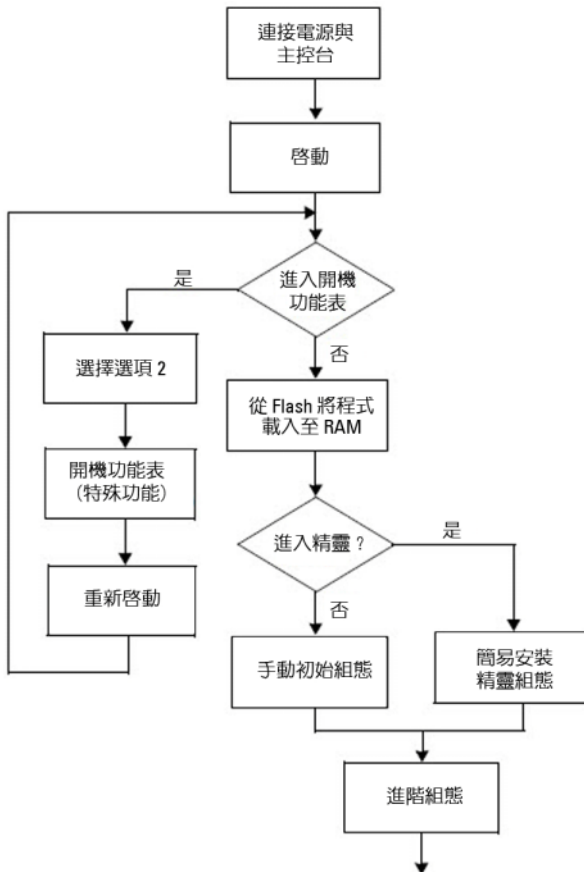 連接電源與
主控台
啓動
進入開機
功能表
是
否
選擇選項 2
從 Flash 將程式
載入至 RAM
開機功能表
（特殊功能）
進入精靈？
是
否
重新啓動
手動初始組態
簡易安裝
精靈組態
進階組態